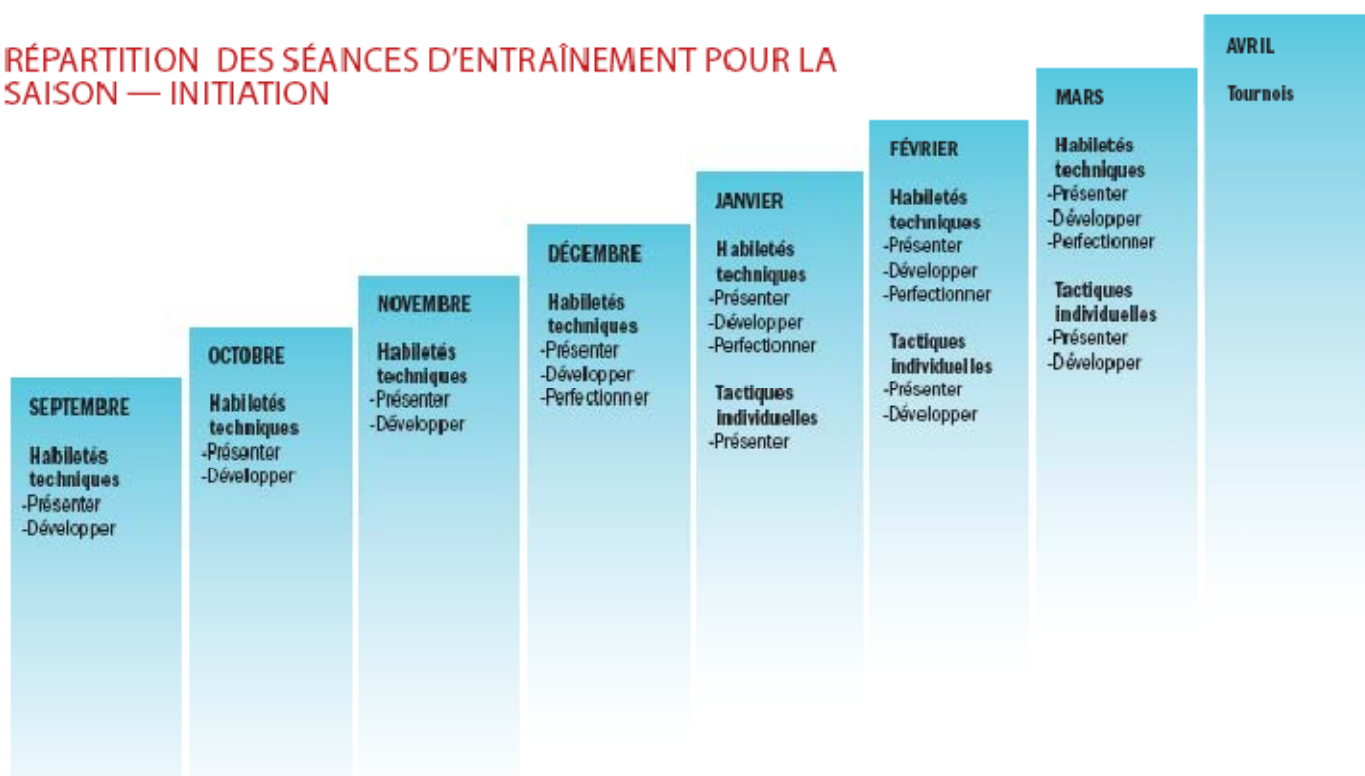 RÉPARTITION DES SÉANCES D'ENTRAÎNEMENT POUR LA
SAISON — INITIATION
SEPTEMBRE
Habiletés
techniques
-Présenter
-Développer
OCTOBRE
Habiletés
techniques
-Présenter
-Développer
NOVEMBRE
Habiletés
techniques
-Présenter
-Développer
DÉCEMBRE
Habiletés
techniques
-Présenter
-Développer
-Perfectionner
JANVIER
Habiletés
techniques
-Présenter
-Développer
-Perfectionner
Tactiques
individuelles
-Présenter
FÉVRIER
Habiletés
techniques
-Présenter
-Développer
-Perfectionner
Tactiques
individuelles
-Présenter
-Développer
MARS
Habiletés
techniques
-Présenter
-Développer
-Perfectionner
Tactiques
individuelles
-Présenter
-Développer
AVRIL
Tournois